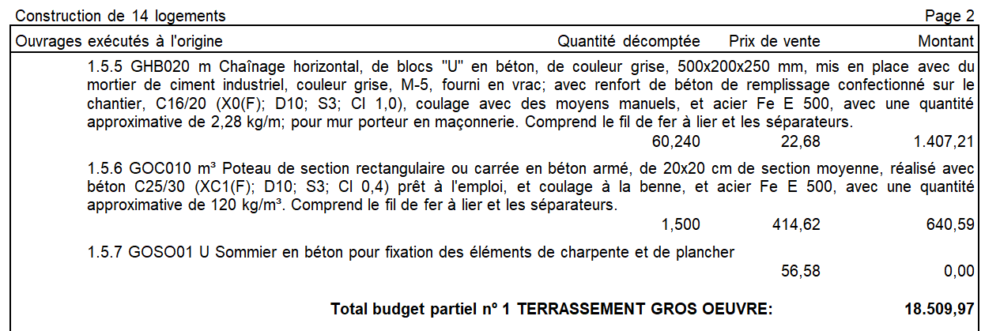 Construction de 14 logements Page 2
Ouvrages exécutés à l'origine Quantité décomptée Prix de vente Montant
1.5.5 GHB020 m Chaînage horizontal, de blocs "U" en béton, de couleur grise, 500x200x250 mm, mis en place avec du
mortier de ciment industriel, couleur grise, M-5, fourni en vrac; avec renfort de béton de remplissage confectionné sur le
chantier, C16/20 (X0(F); D10; S3; Cl 1,0), coulage avec des moyens manuels, et acier Fe E 500, avec une quantité
approximative de 2,28 kg/m; pour mur porteur en maçonnerie. Comprend le fil de fer à lier et les séparateurs.
60,240 22,68 1.407,21
1.5.6 GOC010 m³ Poteau de section rectangulaire ou carrée en béton armé, de 20x20 cm de section moyenne, réalisé avec
béton C25/30 (XC1(F); D10; S3; Cl 0,4) prêt à l'emploi, et coulage à la benne, et acier Fe E 500, avec une quantité
approximative de 120 kg/m³. Comprend le fil de fer à lier et les séparateurs.
1,500 414,62 640,59
1.5.7 GOSO01 U Sommier en béton pour fixation des éléments de charpente et de plancher
56,58 0,00
Total budget partiel nº 1 TERRASSEMENT GROS OEUVRE: 18.509,97